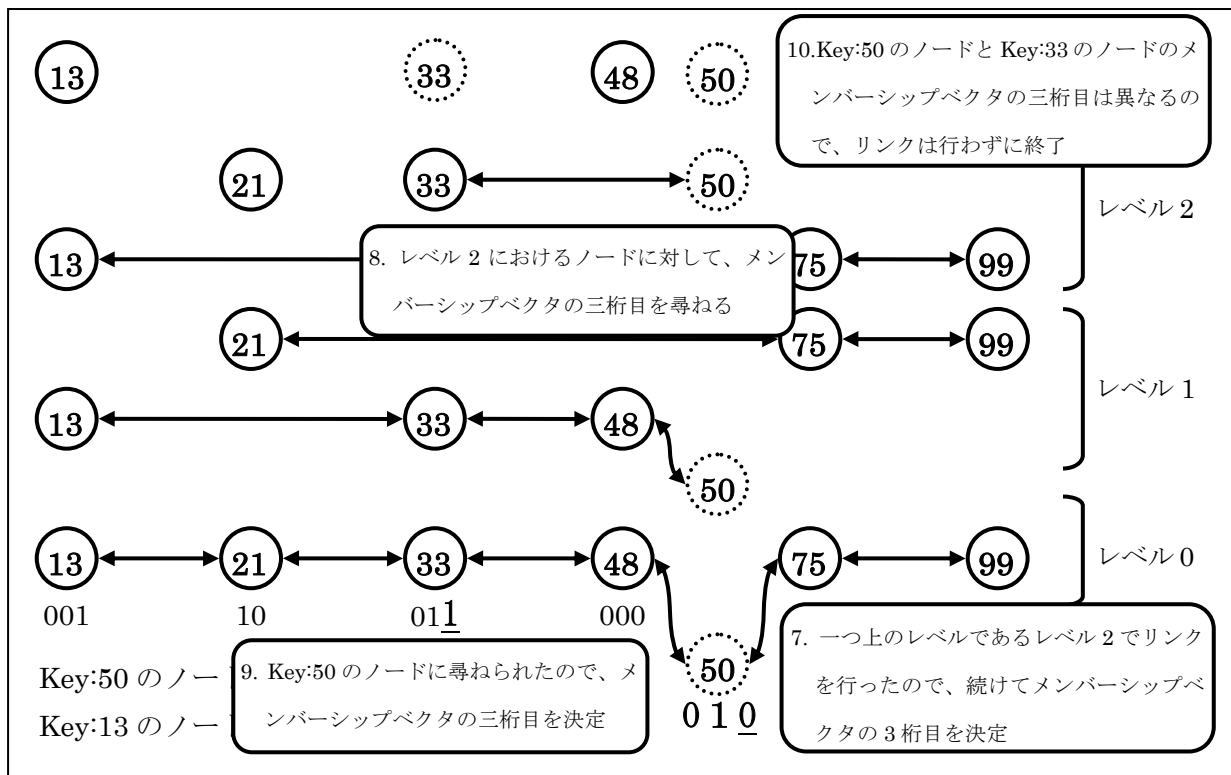 13
33
48
50
10.Key:50 のノードと Key:33 のノードのメ
ンバーシップベクタの三桁目は異なるの
で、リンクは行わずに終了
21
33
50
レベル 2
13
8. レベル 2 におけるノードに対して、メン
バーシップベクタの三桁目を尋ねる
75
99
21
75
99
レベル 1
13
33
48
50
13
21
33
48
75
99
レベル 0
001
10
011
000
50
010
Key:50 のノー
Key:13 のノー
9. Key:50 のノードに尋ねられたので、メ
ンバーシップベクタの三桁目を決定
7. 一つ上のレベルであるレベル 2 でリンク
を行ったので、続けてメンバーシップベ
クタの 3 桁目を決定